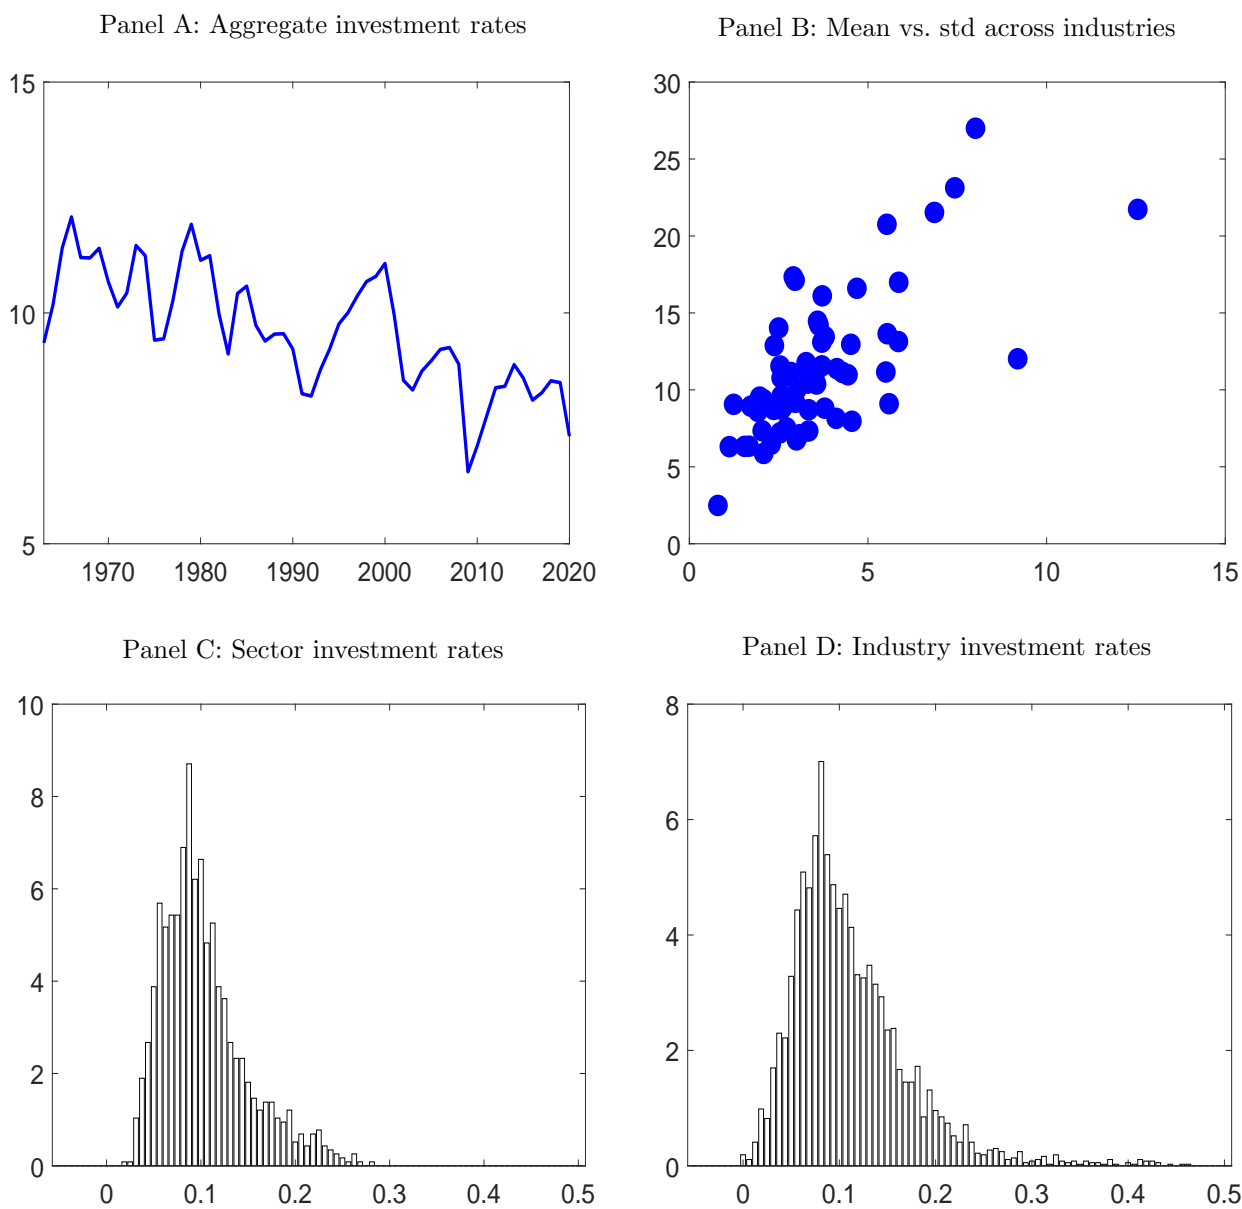 Panel A: Aggregate investment rates
15
10
5
1970 1980 1990 2000 2010 2020
Panel B: Mean vs. std across industries
30
25
20
15
10
5
0
0 5 10 15
Panel C: Sector investment rates
10
8
6
4
2
0
0 0.1 0.2 0.3 0.4 0.5
Panel D: Industry investment rates
8
6
4
2
0
0 0.1 0.2 0.3 0.4 0.5